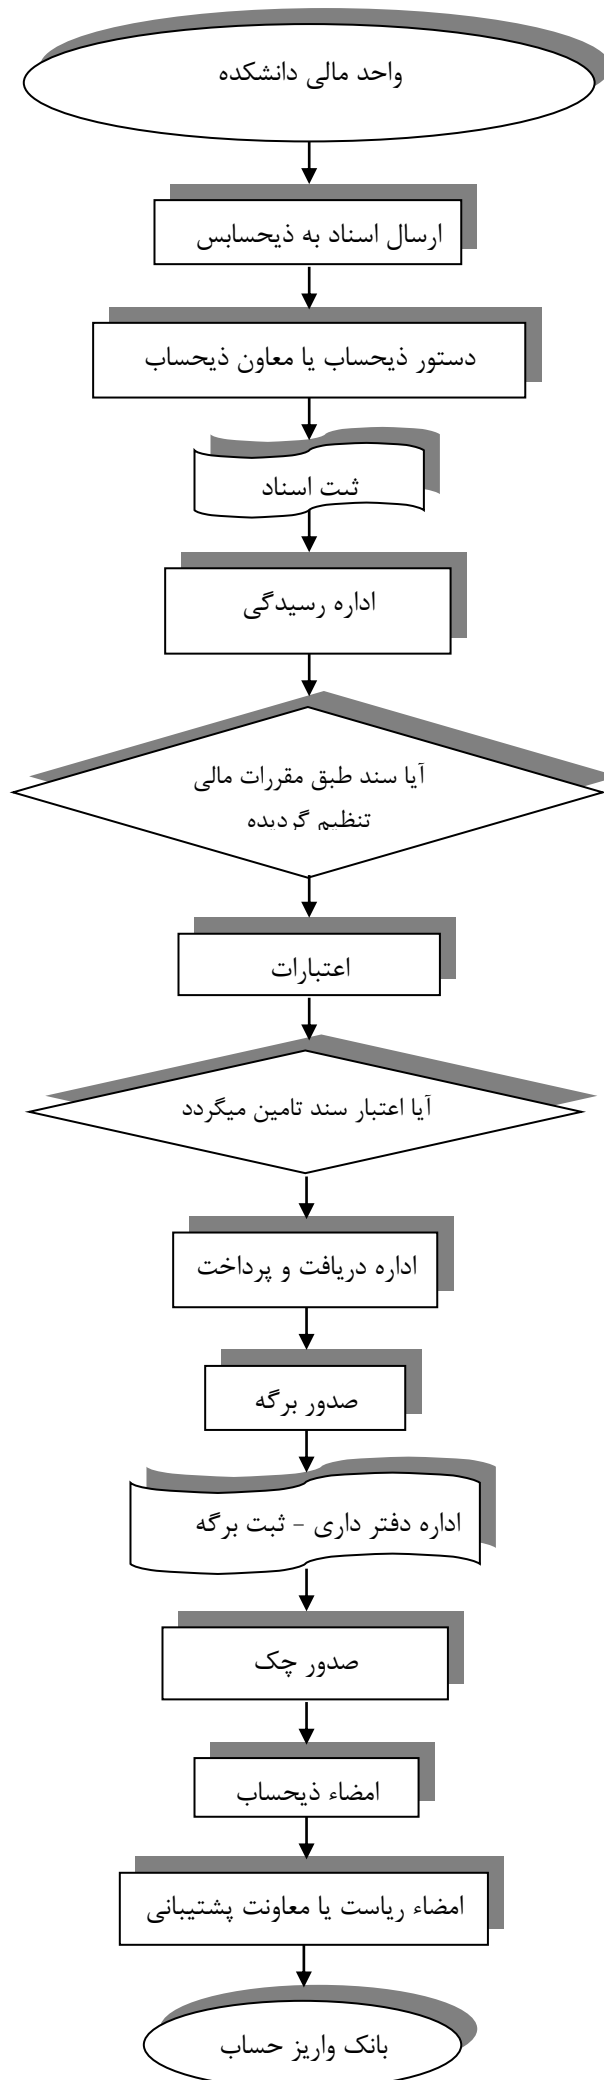 واحد مالی دانشکده
ارسال اسناد به ذیحسابس
دستور ذیحساب یا معاون ذیحساب
ثبت اسناد
اداره رسیدگی
آیا سند طبق مقررات مالی
تنظیم گردیده
اعتبارات
آیا اعتبار سند تامین میگردد
اداره دریافت و پرداخت
صدور برگه
اداره دفتر داری - ثبت برگه
صدور چک
امضاء ذیحساب
امضاء ریاست یا معاونت پشتیبانی
بانک واریز حساب